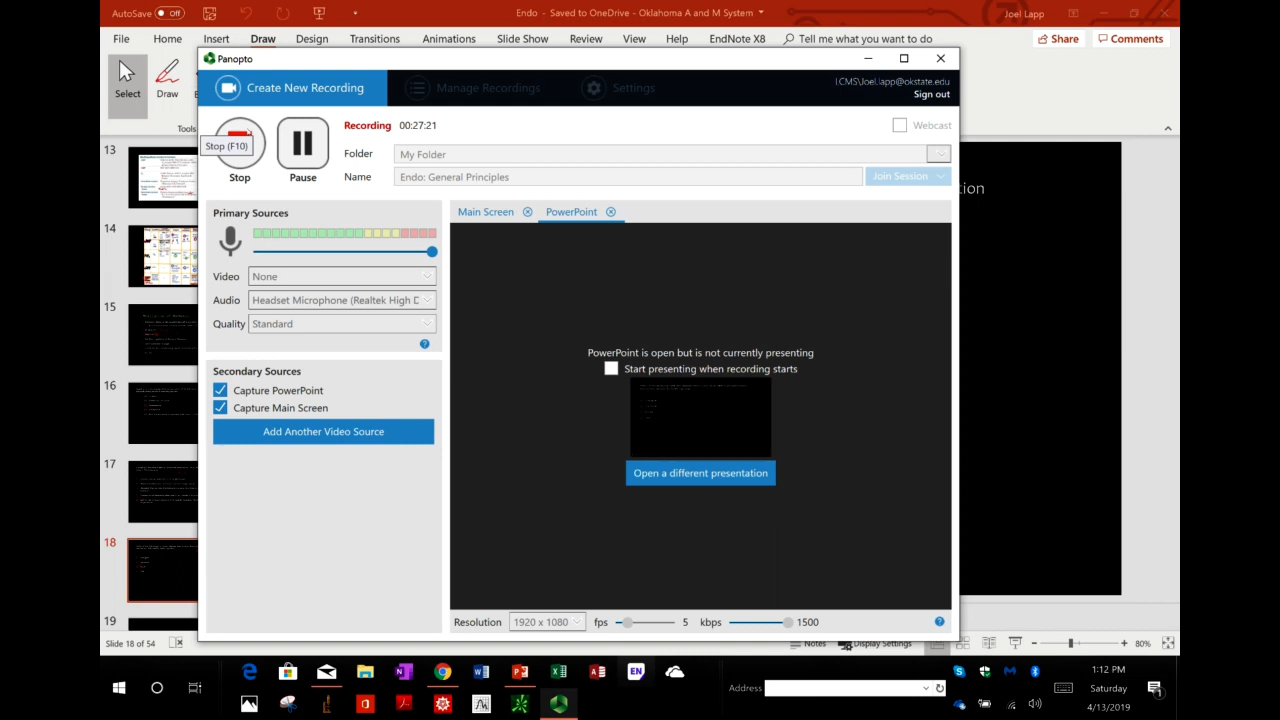 AutoSave Off
Endo - Saved to OneDrive - Oklahoma A and M System
Joel Lapp
File Home Insert Draw Design Transitions Animations Slide Show Review View Help EndNote X8 Tell me what you want to do Share Comments
Select
Draw
Tools
Panopto
Create New Recording
Manage Recordings
Settings
LCMS\Joel.lapp@okstate.edu
Sign out
Stop (F10)
Stop
Pause
Recording 00:27:21
Webcast
Folder My Folder
Name Endo: General Principles
Join Session
Primary Sources
Video None
Audio Headset Microphone (Realtek High D
Quality Standard
Secondary Sources
Capture PowerPoint
Capture Main Screen
Add Another Video Source
Main Screen
PowerPoint
PowerPoint is open but is not currently presenting
Start presenting when recording starts
Open a different presentation
Resolution 1920 x 1080 fps 5 kbps 1500
13
14
15
16
17
18
19
Slide 18 of 54
Notes
Display Settings
80%
EN
Address
1:12 PM
Saturday
4/13/2019